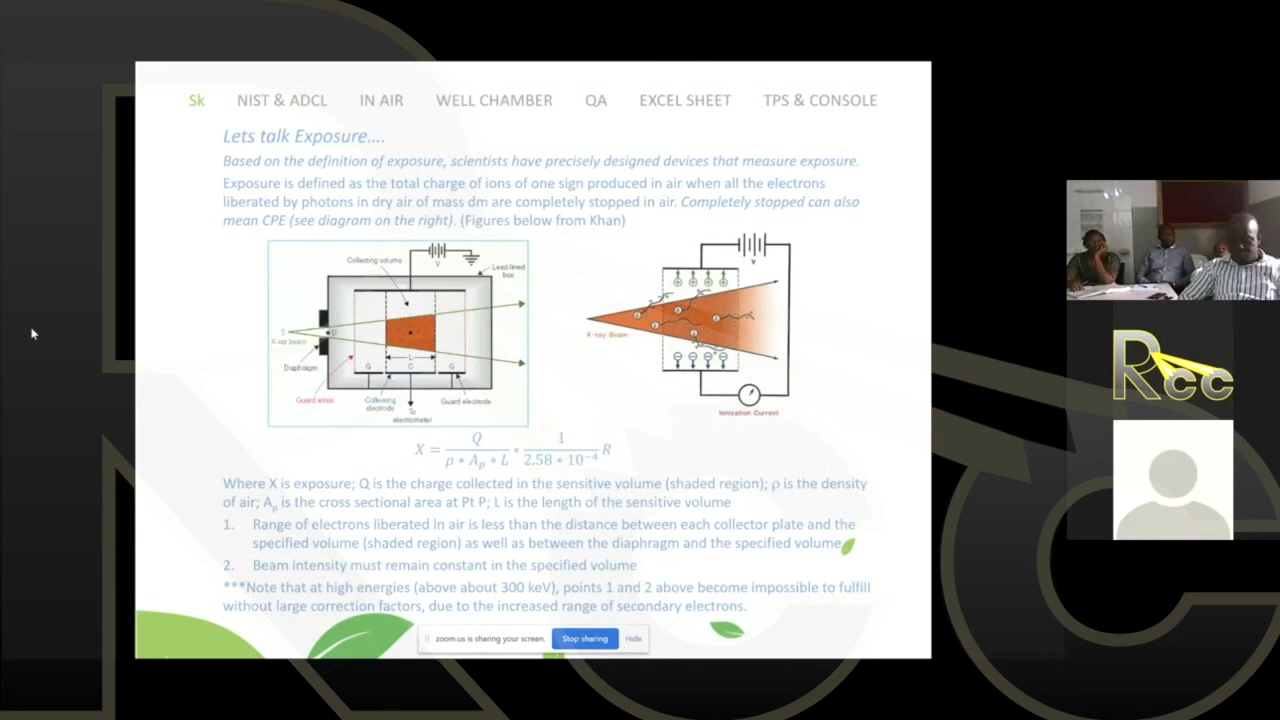 Sk NIST & ADCL IN AIR WELL CHAMBER QA EXCEL SHEET TPS & CONSOLE
Lets talk Exposure....
Based on the definition of exposure, scientists have precisely designed devices that measure exposure.
Exposure is defined as the total charge of ions of one sign produced in air when all the electrons
liberated by photons in dry air of mass dm are completely stopped in air. Completely stopped can also
mean CPE (see diagram on the right). (Figures below from Khan)
Collecting volume
V
Lead-lined
box
S
X-ray beam
D
P
Diaphragm
L
G C G
Guard wires
Collecting
electrode
Guard electrode
To
electrometer
V
X-ray Beam
Ionization Current
X = Q / (ρ * Aₚ * L) * 1 / (2.58 * 10⁻⁴) R
Where X is exposure; Q is the charge collected in the sensitive volume (shaded region); ρ is the density
of air; Aₚ is the cross sectional area at Pt P; L is the length of the sensitive volume
1. Range of electrons liberated in air is less than the distance between each collector plate and the
specified volume (shaded region) as well as between the diaphragm and the specified volume
2. Beam intensity must remain constant in the specified volume
***Note that at high energies (above about 300 keV), points 1 and 2 above become impossible to fulfill
without large correction factors, due to the increased range of secondary electrons.
zoom.us is sharing your screen. Stop sharing Hide
Rcc